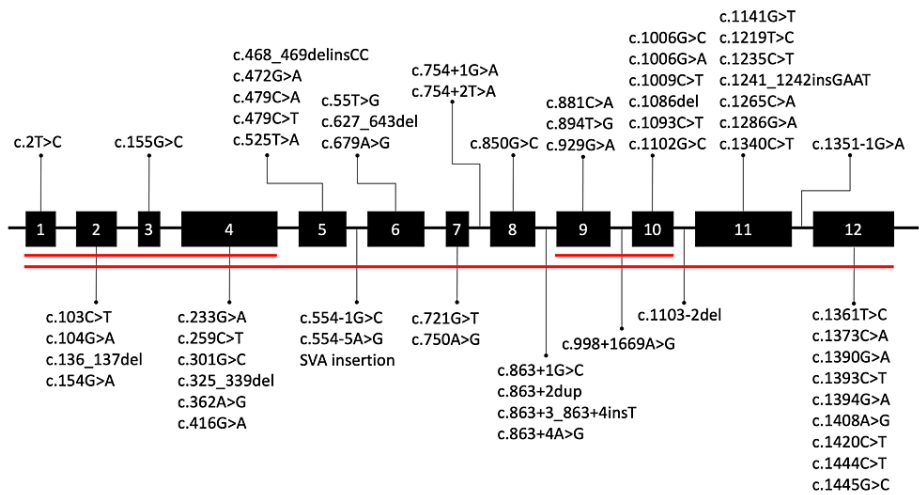 c.2T>C
c.155G>C
c.468_469delinsCC
c.472G>A
c.479C>A
c.479C>T
c.525T>A
c.55T>G
c.627_643del
c.679A>G
c.754+1G>A
c.754+2T>A
c.850G>C
c.881C>A
c.894T>G
c.929G>A
c.1006G>C
c.1006G>A
c.1009C>T
c.1086del
c.1093C>T
c.1102G>C
c.1141G>T
c.1219T>C
c.1235C>T
c.1241_1242insGAAT
c.1265C>A
c.1286G>A
c.1340C>T
c.1351-1G>A
1 2 3 4 5 6 7 8 9 10 11 12
c.103C>T
c.104G>A
c.136_137del
c.154G>A
c.233G>A
c.259C>T
c.301G>C
c.325_339del
c.362A>G
c.416G>A
c.554-1G>C
c.554-5A>G
SVA insertion
c.721G>T
c.750A>G
c.863+1G>C
c.863+2dup
c.863+3_863+4insT
c.863+4A>G
c.998+1669A>G
c.1103-2del
c.1361T>C
c.1373C>A
c.1390G>A
c.1393C>T
c.1394G>A
c.1408A>G
c.1420C>T
c.1444C>T
c.1445G>C